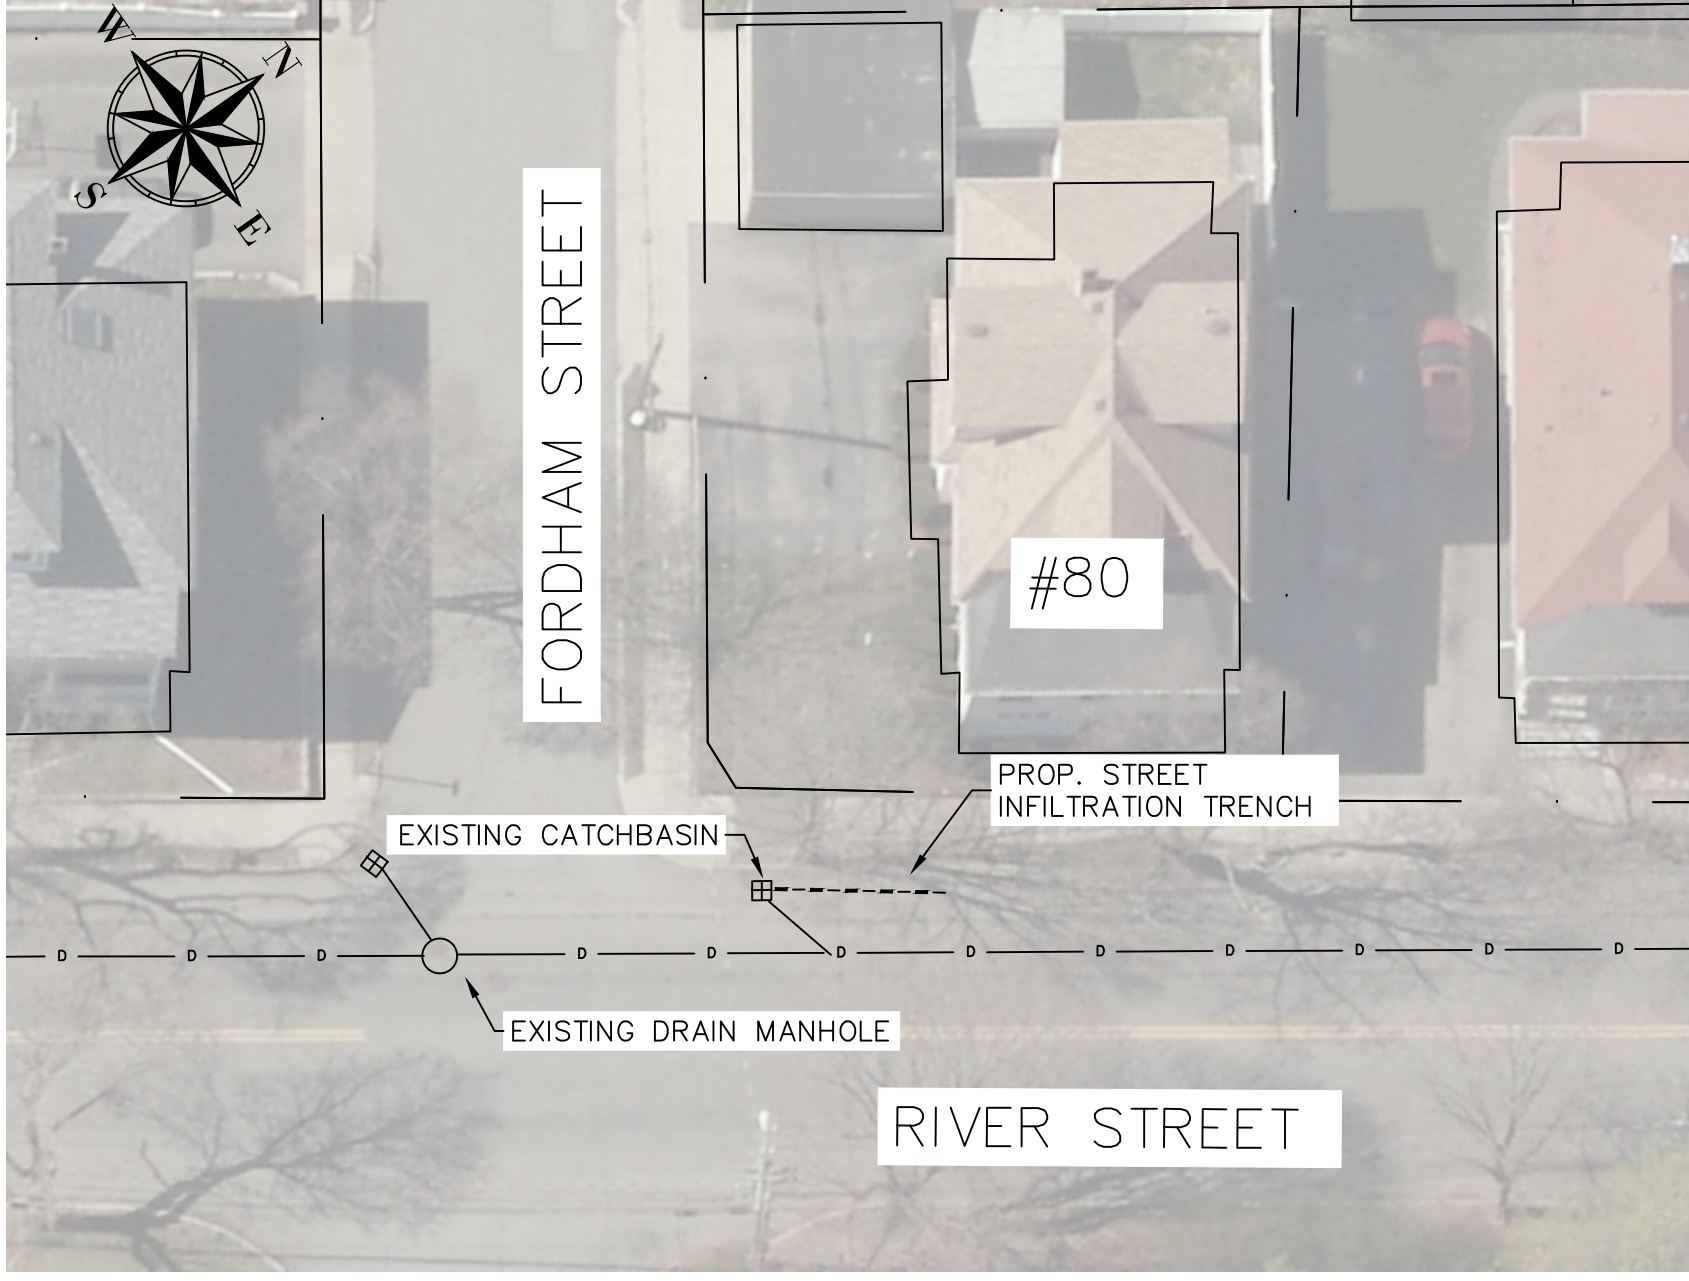 W
N
S
E
FORDHAM STREET
#80
PROP. STREET
INFILTRATION TRENCH
EXISTING CATCHBASIN
D D D D D D D D D D D D
EXISTING DRAIN MANHOLE
RIVER STREET